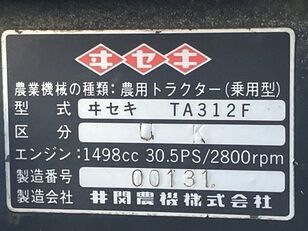 ヰセキ
農業機械の種類:農用トラクター(乗用型)
型式 ヰセキ TA312F
区分 U K
エンジン:1498cc 30.5PS/2800rpm
製造番号 00131
製造会社 井関農機株式会社